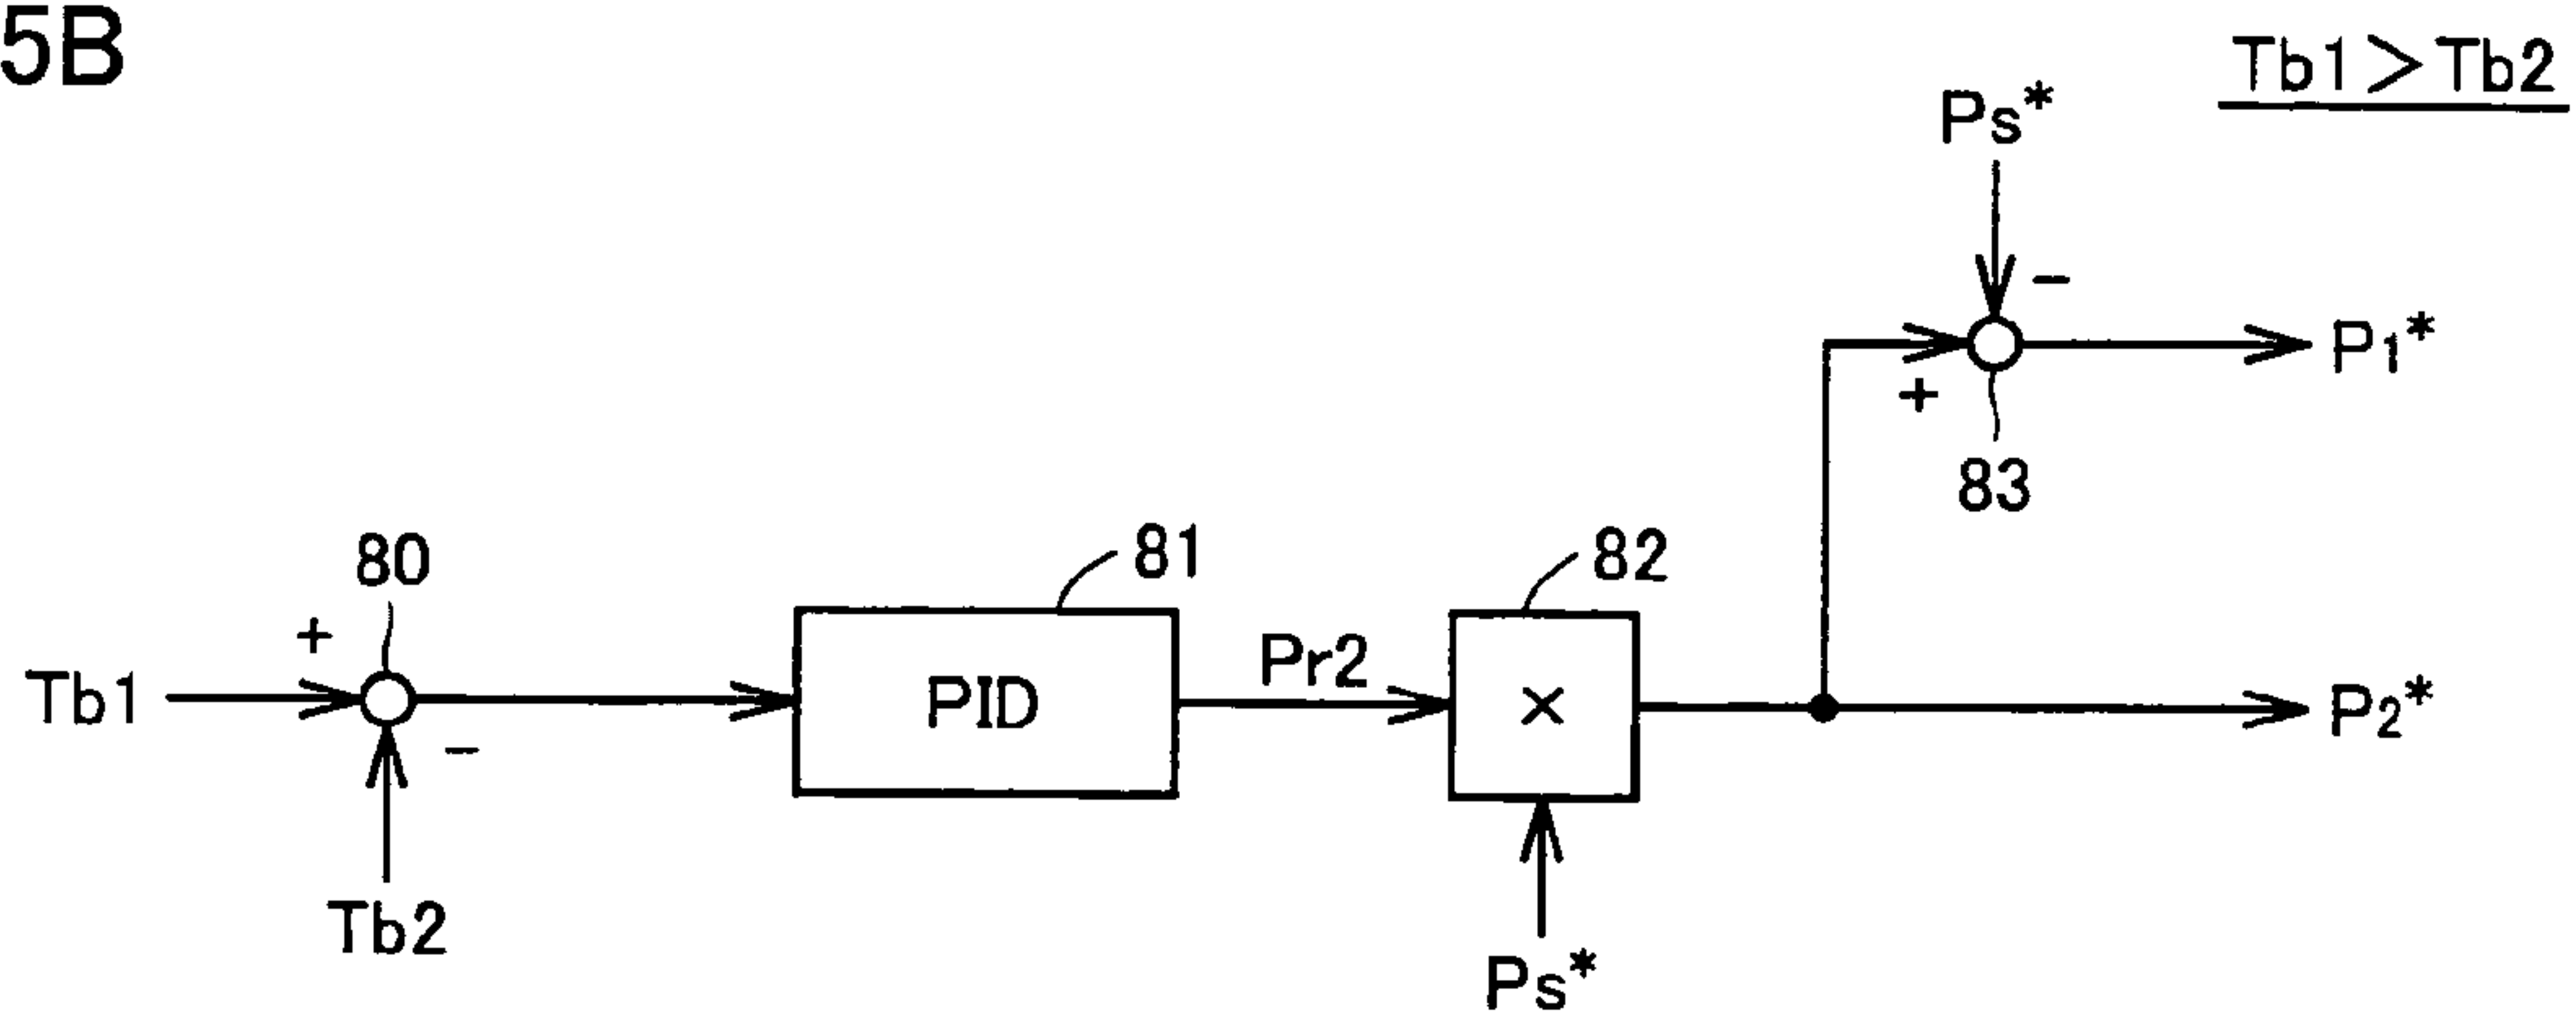 5B
Tb1>Tb2
Ps*
−
P1*
+
83
80
81
82
+
Pr2
Tb1
PID
×
P2*
−
Tb2
Ps*